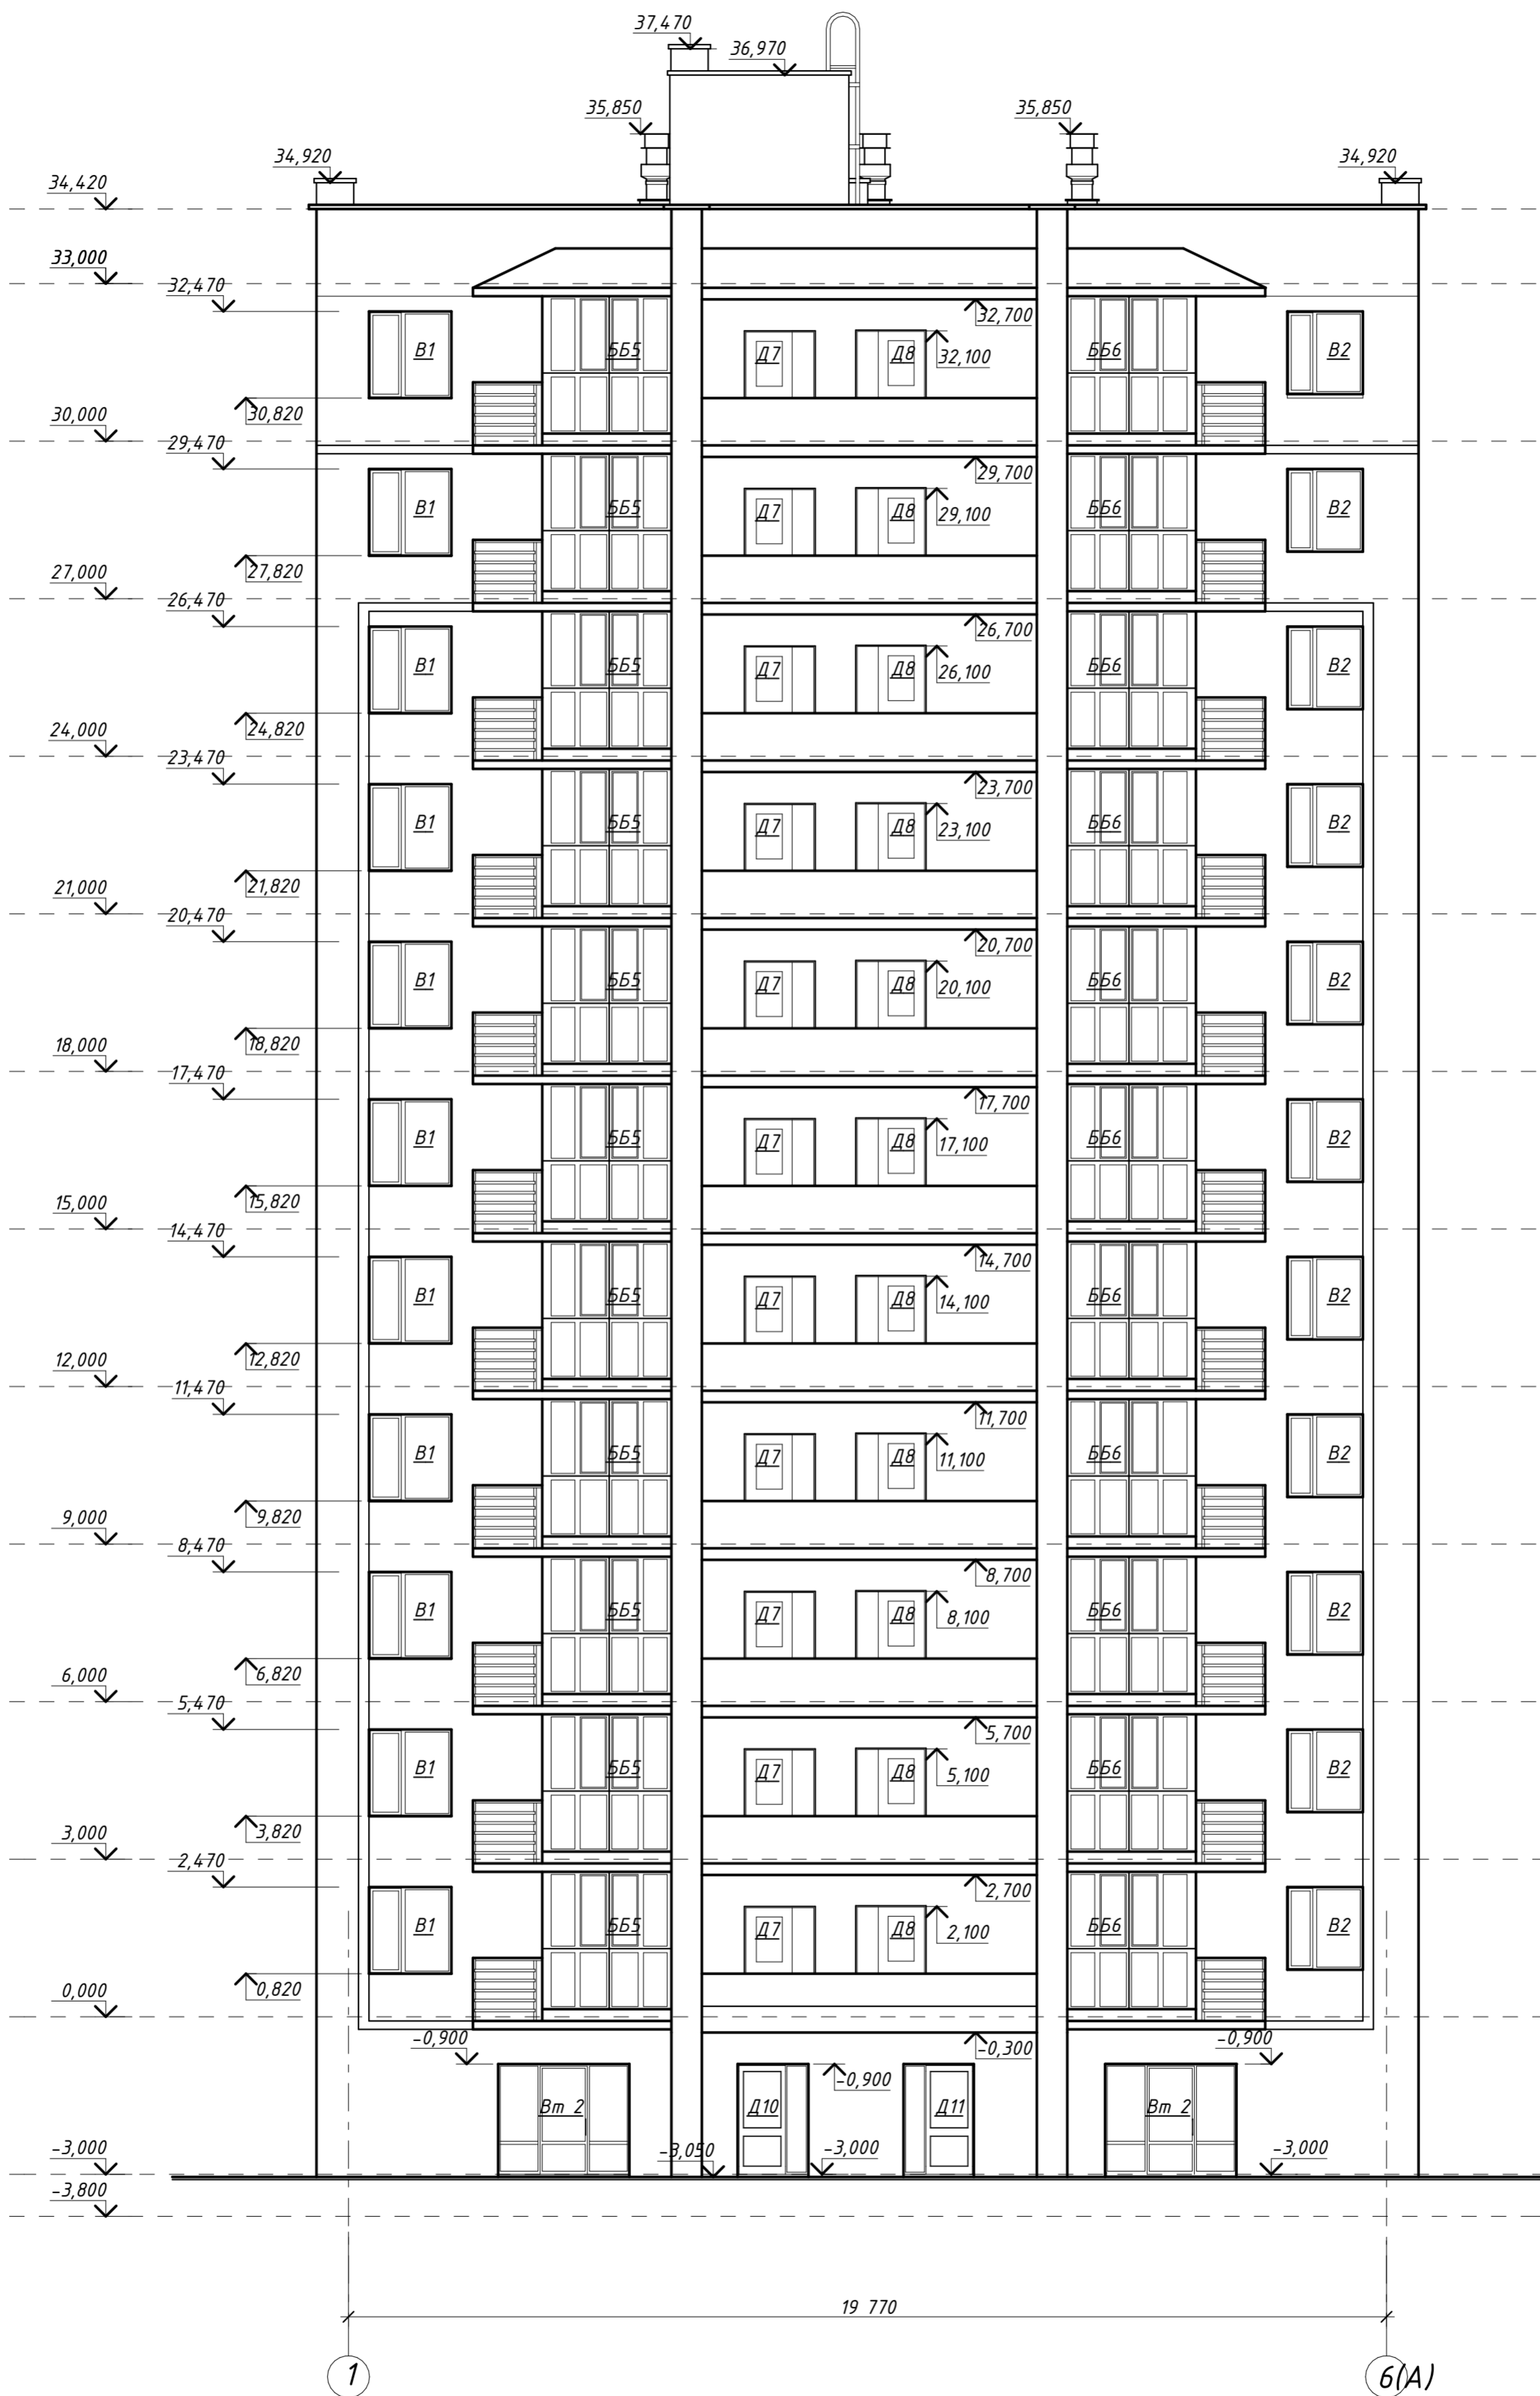 37,470
36,970
35,850
35,850
34,920
34,920
34,420
33,000
32,470
32,700
В1
ББ5
Д7
Д8
32,100
ББ6
В2
30,820
30,000
29,470
29,700
В1
ББ5
Д7
Д8
29,100
ББ6
В2
27,820
27,000
26,470
26,700
В1
ББ5
Д7
Д8
26,100
ББ6
В2
24,820
24,000
23,470
23,700
В1
ББ5
Д7
Д8
23,100
ББ6
В2
21,820
21,000
20,470
20,700
В1
ББ5
Д7
Д8
20,100
ББ6
В2
18,820
18,000
17,470
17,700
В1
ББ5
Д7
Д8
17,100
ББ6
В2
15,820
15,000
14,470
14,700
В1
ББ5
Д7
Д8
14,100
ББ6
В2
12,820
12,000
11,470
11,700
В1
ББ5
Д7
Д8
11,100
ББ6
В2
9,820
9,000
8,470
8,700
В1
ББ5
Д7
Д8
8,100
ББ6
В2
6,820
6,000
5,470
5,700
В1
ББ5
Д7
Д8
5,100
ББ6
В2
3,820
3,000
2,470
2,700
В1
ББ5
Д7
Д8
2,100
ББ6
В2
0,820
0,000
-0,900
-0,300
-0,900
-0,900
Вт 2
Д10
Д11
Вт 2
-3,000
-3,050
-3,000
-3,000
-3,800
19 770
1
6(А)